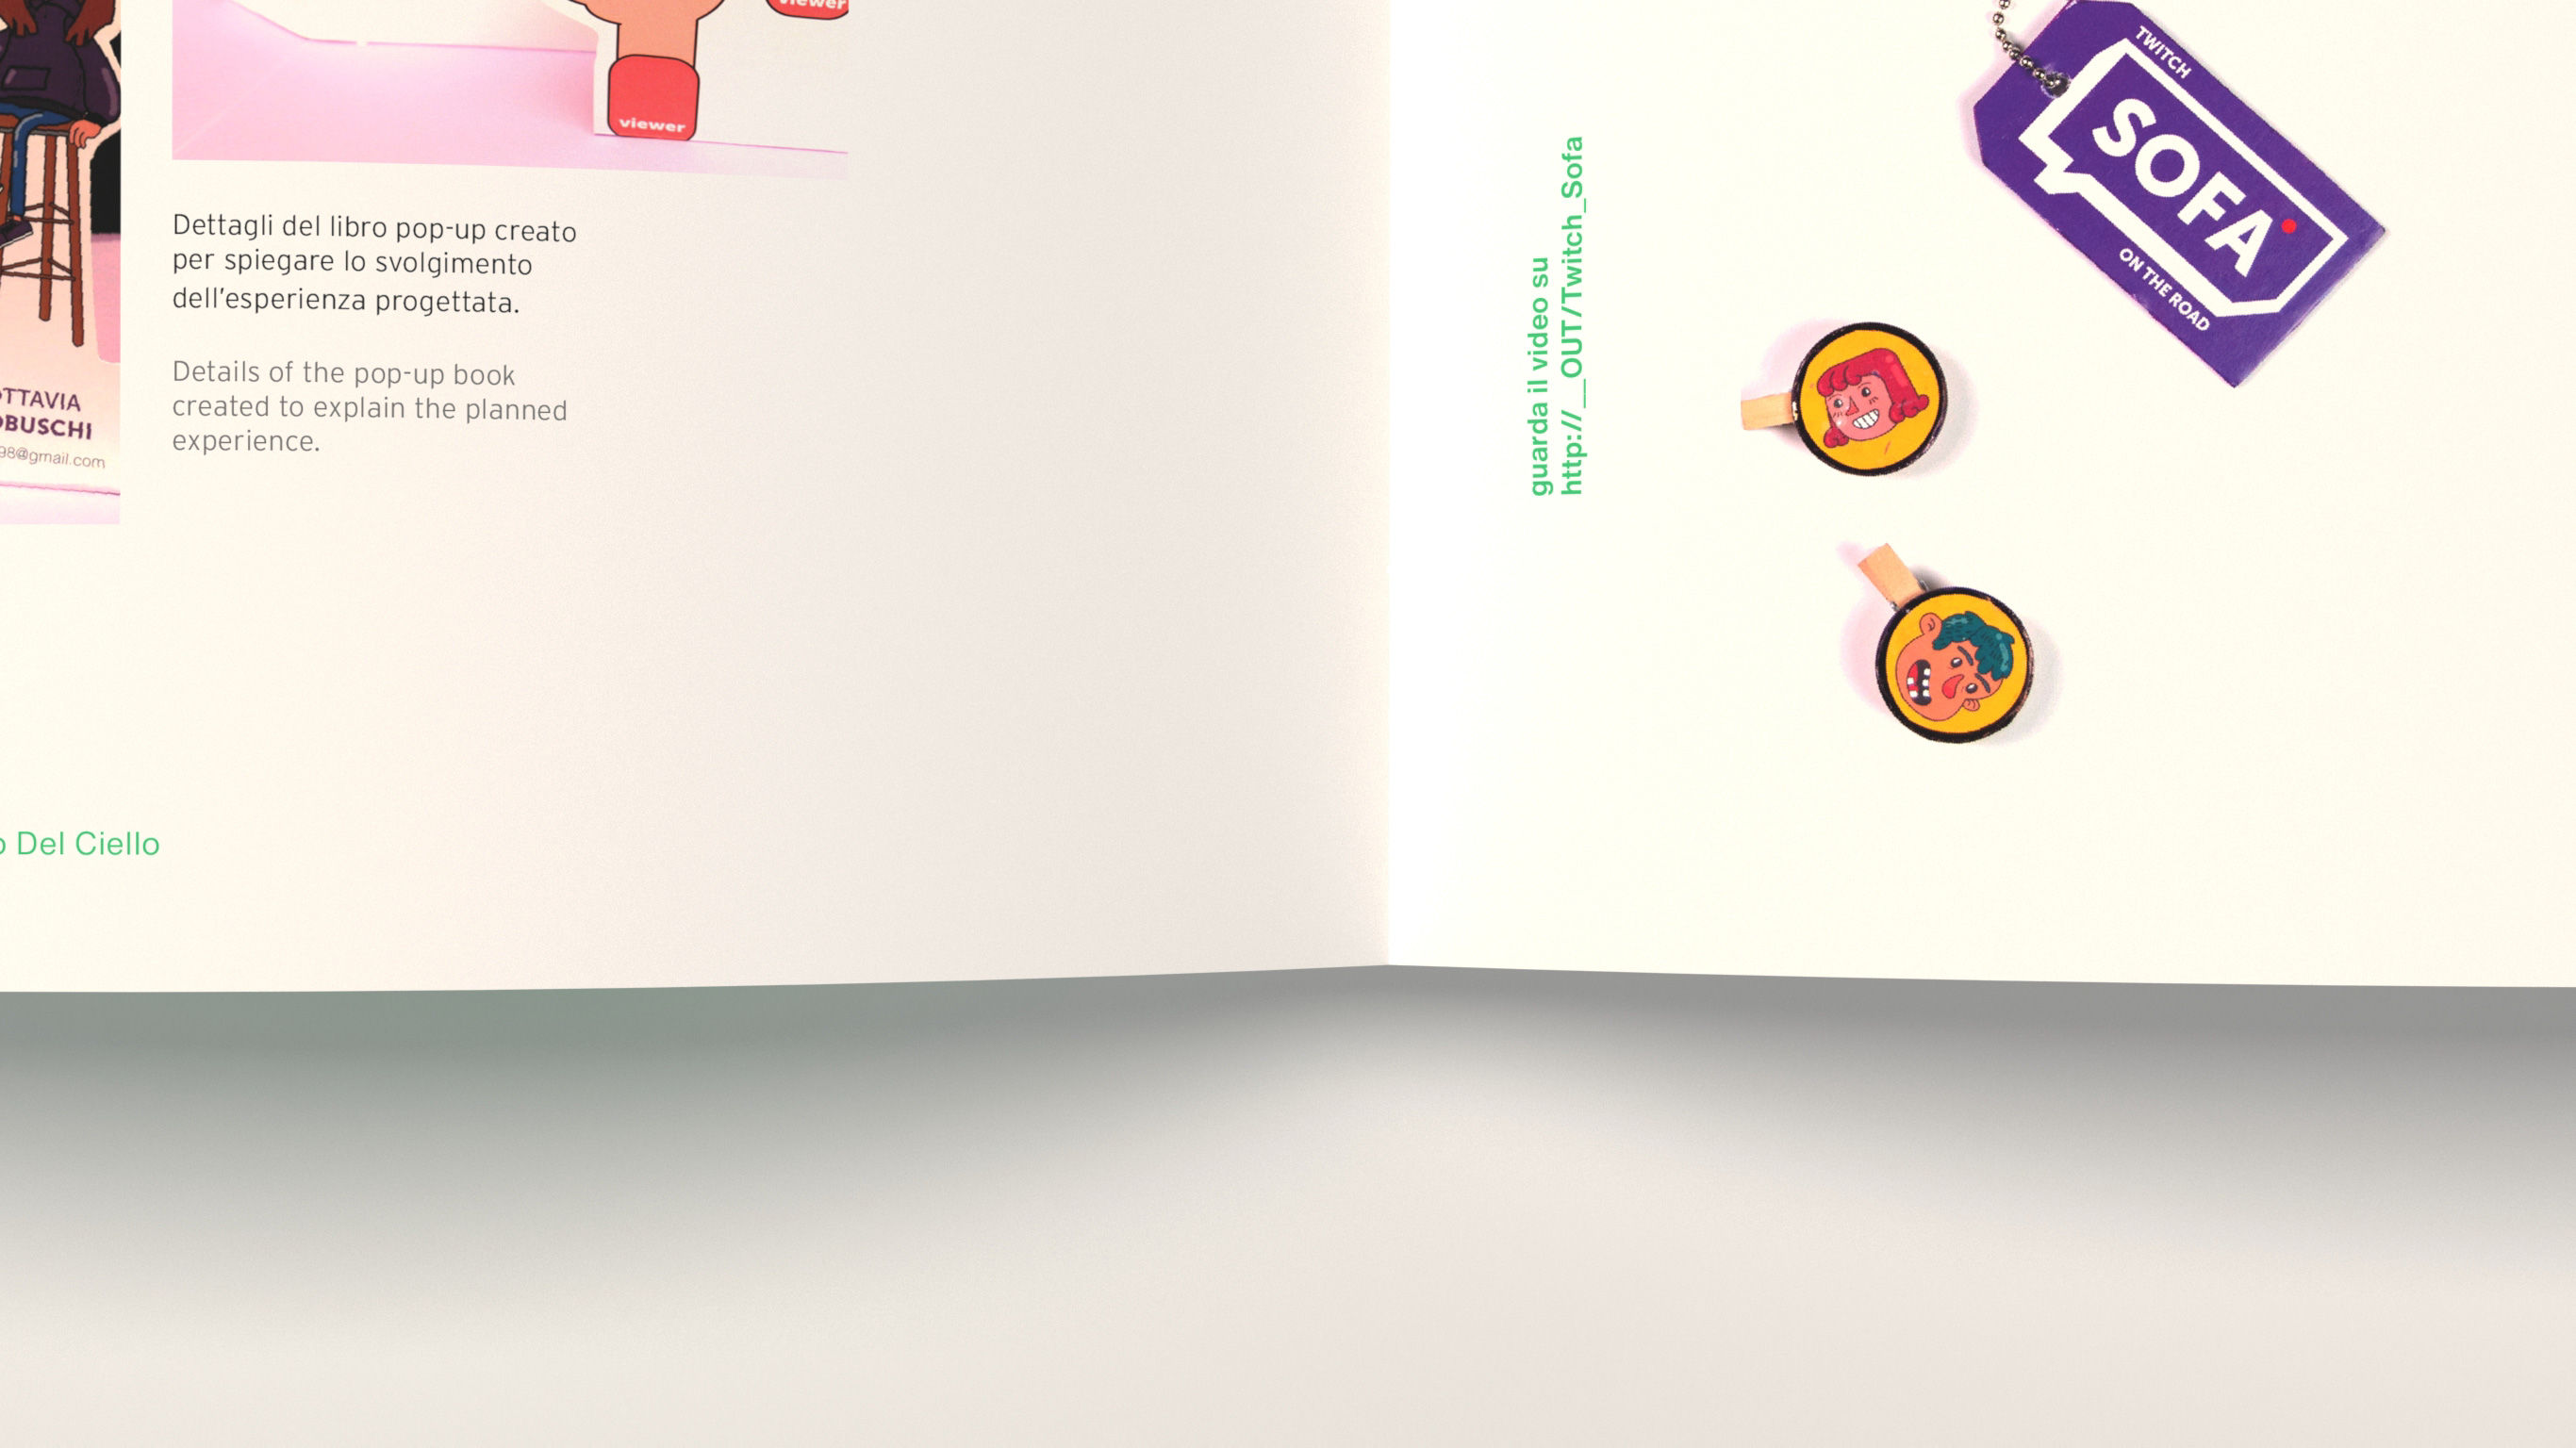 viewer
viewer
Dettagli del libro pop-up creato
per spiegare lo svolgimento
dell'esperienza progettata.
Details of the pop-up book
created to explain the planned
experience.
OTTAVIA
OBUSCHI
98@gmail.com
Del Ciello
guarda il video su
http://__OUT/Twitch_Sofa
TWITCH
SOFA
ON THE ROAD